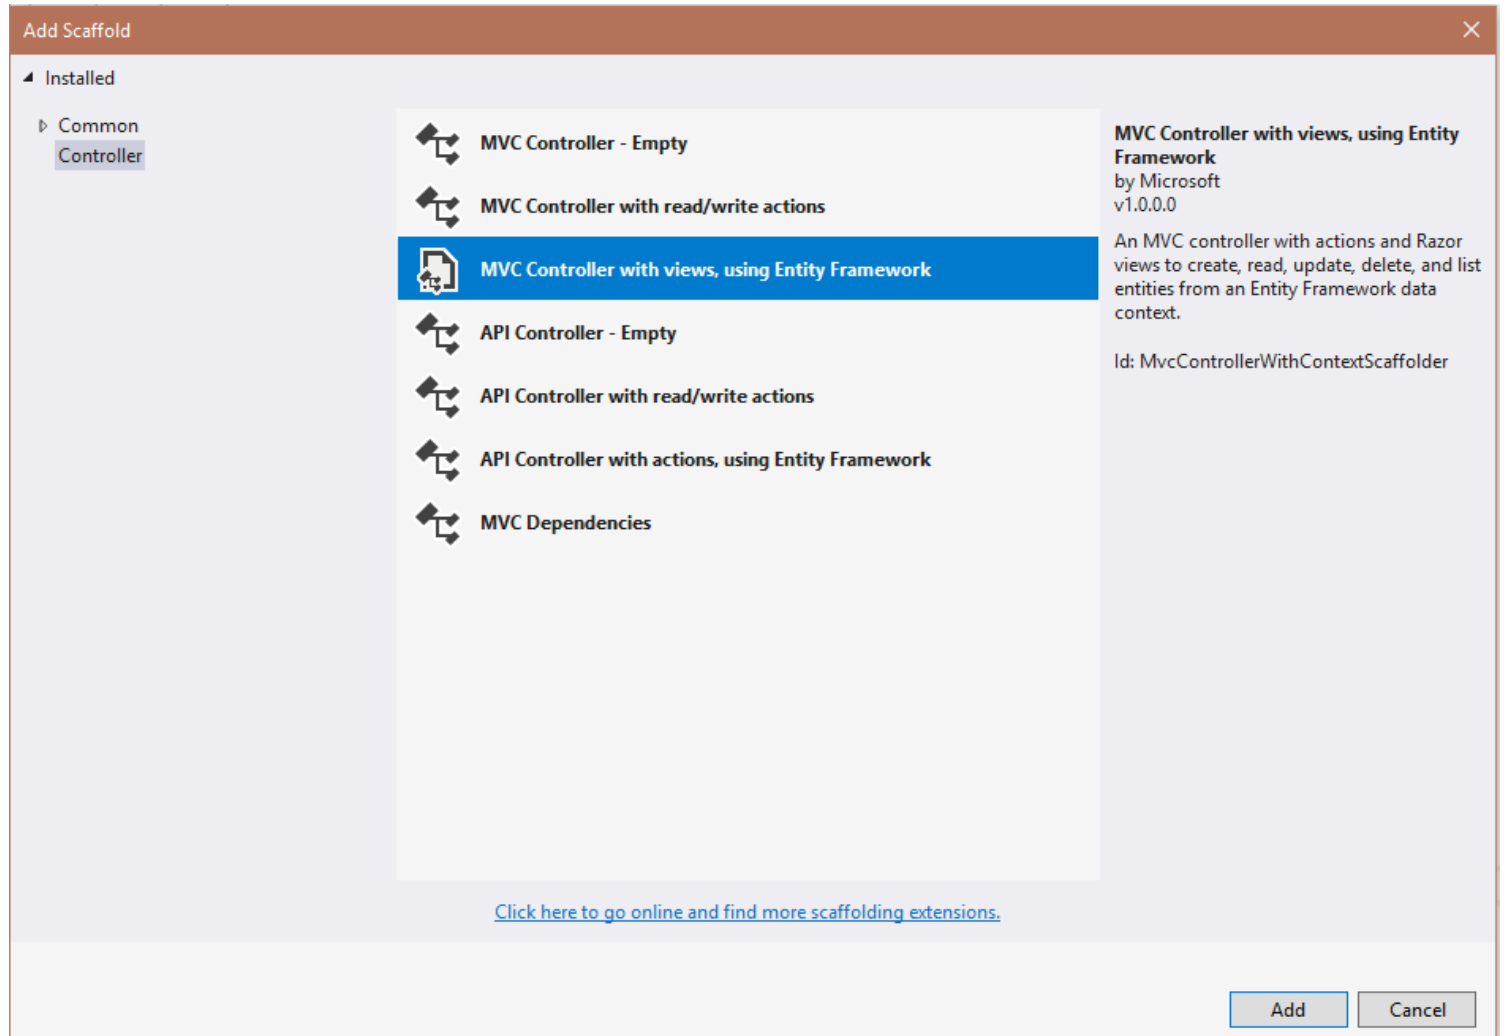 Add Scaffold
Installed
Common
Controller
MVC Controller - Empty
MVC Controller with read/write actions
MVC Controller with views, using Entity Framework
API Controller - Empty
API Controller with read/write actions
API Controller with actions, using Entity Framework
MVC Dependencies
Click here to go online and find more scaffolding extensions.
MVC Controller with views, using Entity
Framework
by Microsoft
v1.0.0.0
An MVC controller with actions and Razor
views to create, read, update, delete, and list
entities from an Entity Framework data
context.
Id: MvcControllerWithContextScaffolder
Add
Cancel